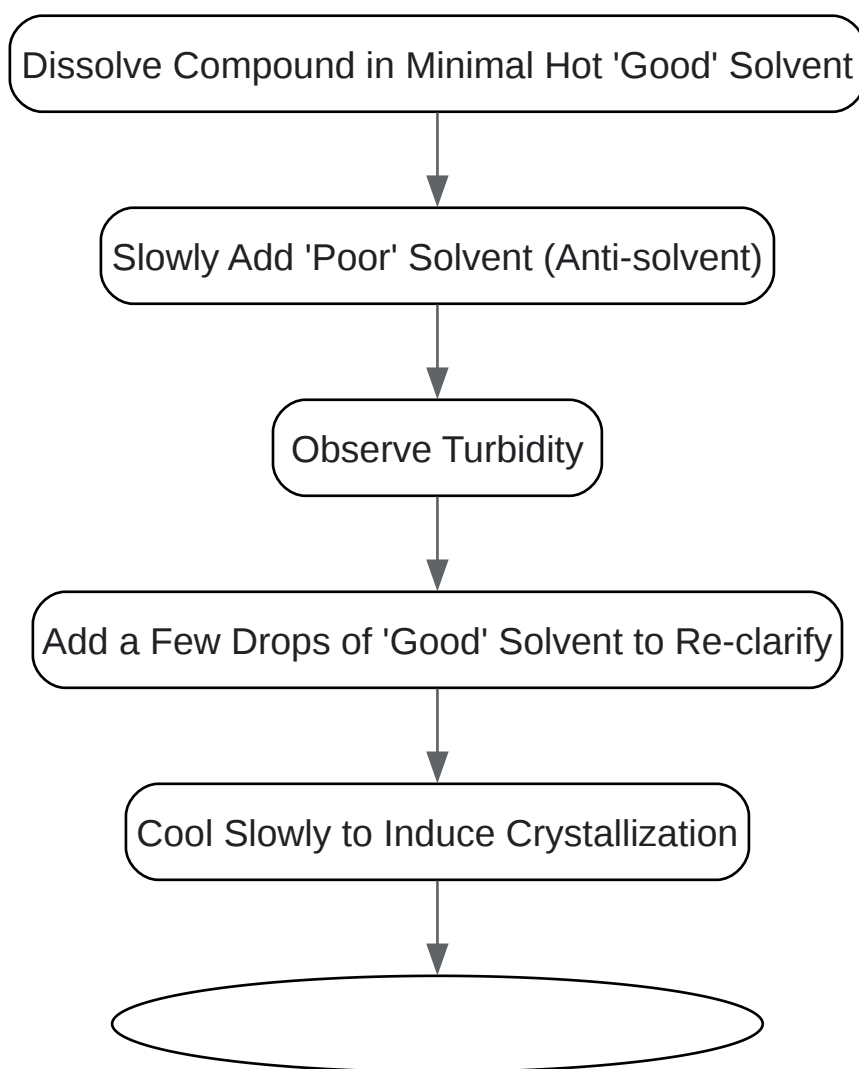 Dissolve Compound in Minimal Hot 'Good' Solvent
Slowly Add 'Poor' Solvent (Anti-solvent)
Observe Turbidity
Add a Few Drops of 'Good' Solvent to Re-clarify
Cool Slowly to Induce Crystallization